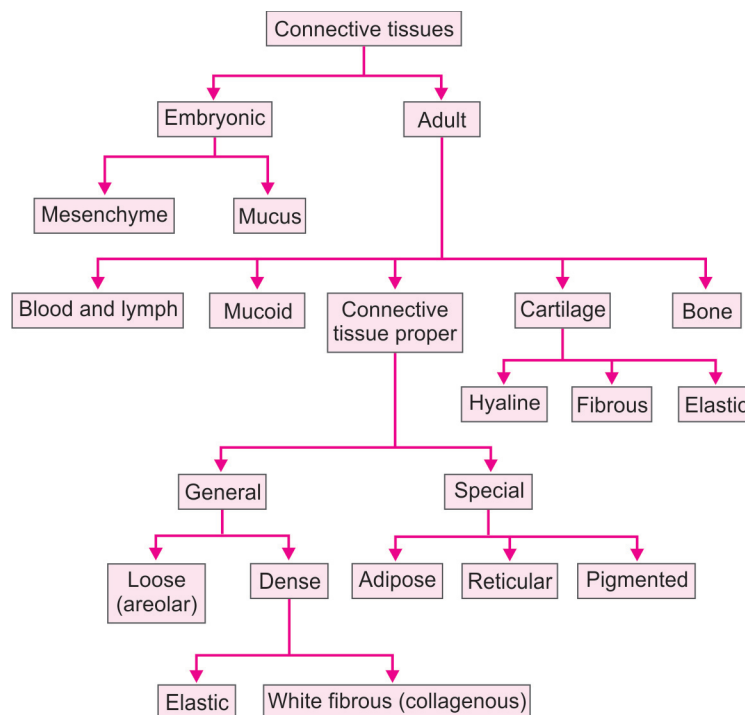 Connective tissues
Embryonic
Adult
Mesenchyme
Mucus
Blood and lymph
Mucoid
Connective
tissue proper
Cartilage
Bone
Hyaline
Fibrous
Elastic
General
Special
Loose
(areolar)
Dense
Adipose
Reticular
Pigmented
Elastic
White fibrous (collagenous)